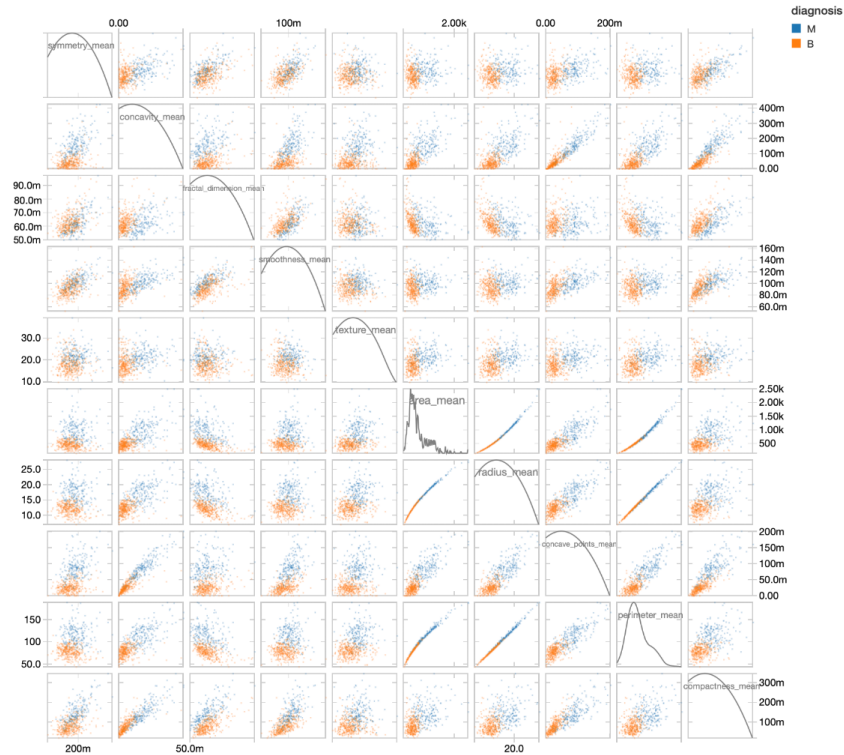 diagnosis
M
B
0.00
100m
2.00k
0.00
200m
symmetry_mean
concavity_mean
400m
300m
200m
100m
0.00
90.0m
80.0m
70.0m
60.0m
50.0m
fractal_dimension_mean
smoothness_mean
160m
140m
120m
100m
80.0m
60.0m
30.0
20.0
10.0
texture_mean
area_mean
2.50k
2.00k
1.50k
1.00k
500
25.0
20.0
15.0
10.0
radius_mean
concave_points_mean
200m
150m
100m
50.0m
0.00
150
100
50.0
perimeter_mean
compactness_mean
300m
200m
100m
200m
50.0m
20.0